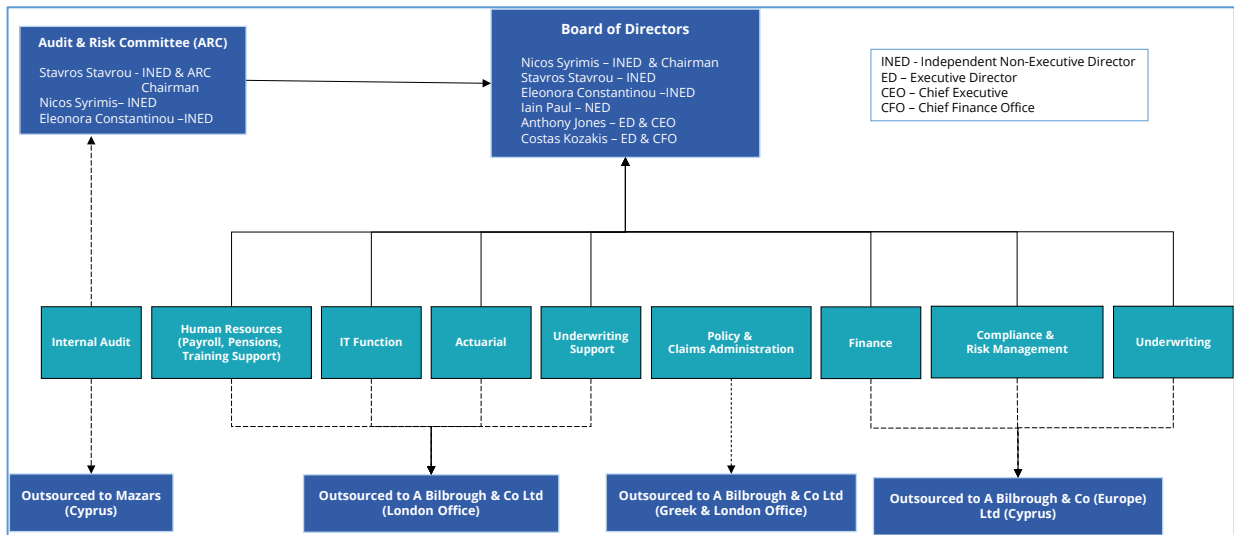 Audit & Risk Committee (ARC)
Stavros Stavrou - INED & ARC
Chairman
Nicos Syrimis– INED
Eleonora Constantinou –INED
Board of Directors
Nicos Syrimis – INED & Chairman
Stavros Stavrou – INED
Eleonora Constantinou –INED
Iain Paul – NED
Anthony Jones – ED & CEO
Costas Kozakis – ED & CFO
INED - Independent Non-Executive Director
ED – Executive Director
CEO – Chief Executive
CFO – Chief Finance Office
Internal Audit
Human Resources
(Payroll, Pensions,
Training Support)
IT Function
Actuarial
Underwriting
Support
Policy &
Claims Administration
Finance
Compliance &
Risk Management
Underwriting
Outsourced to Mazars
(Cyprus)
Outsourced to A Bilbrough & Co Ltd
(London Office)
Outsourced to A Bilbrough & Co Ltd
(Greek & London Office)
Outsourced to A Bilbrough & Co (Europe)
Ltd (Cyprus)